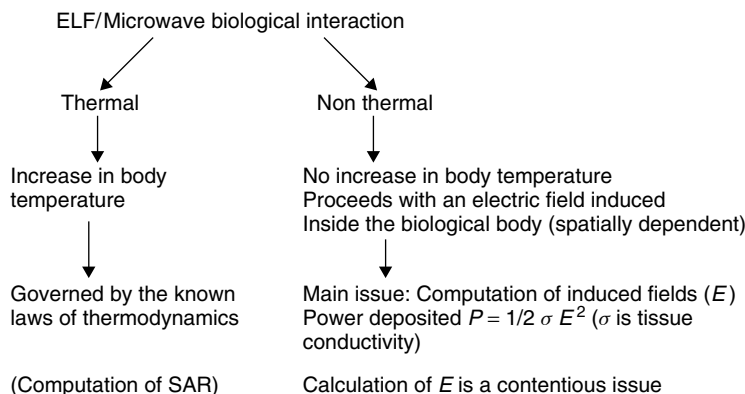 ELF/Microwave biological interaction
Thermal
Non thermal
Increase in body
temperature
No increase in body temperature
Proceeds with an electric field induced
Inside the biological body (spatially dependent)
Governed by the known
laws of thermodynamics
Main issue: Computation of induced fields (E)
Power deposited P = 1/2 σ E² (σ is tissue
conductivity)
(Computation of SAR)
Calculation of E is a contentious issue